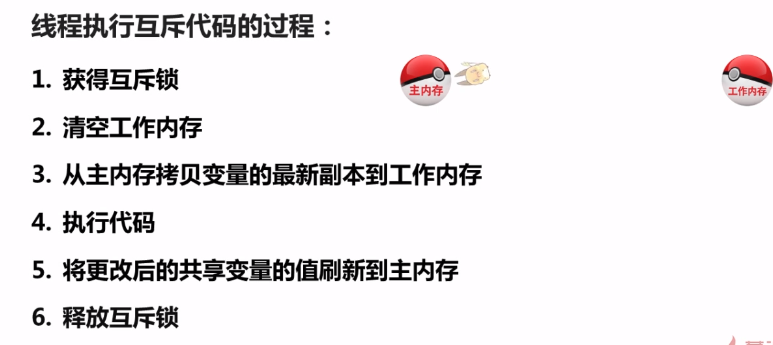 线程执行互斥代码的过程：
1. 获得互斥锁
主内存
工作内存
2. 清空工作内存
3. 从主内存拷贝变量的最新副本到工作内存
4. 执行代码
5. 将更改后的共享变量的值刷新到主内存
6. 释放互斥锁